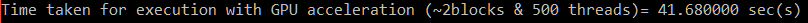 Time taken for execution with GPU acceleration (~2blocks & 500 threads)= 41.680000 sec(s)